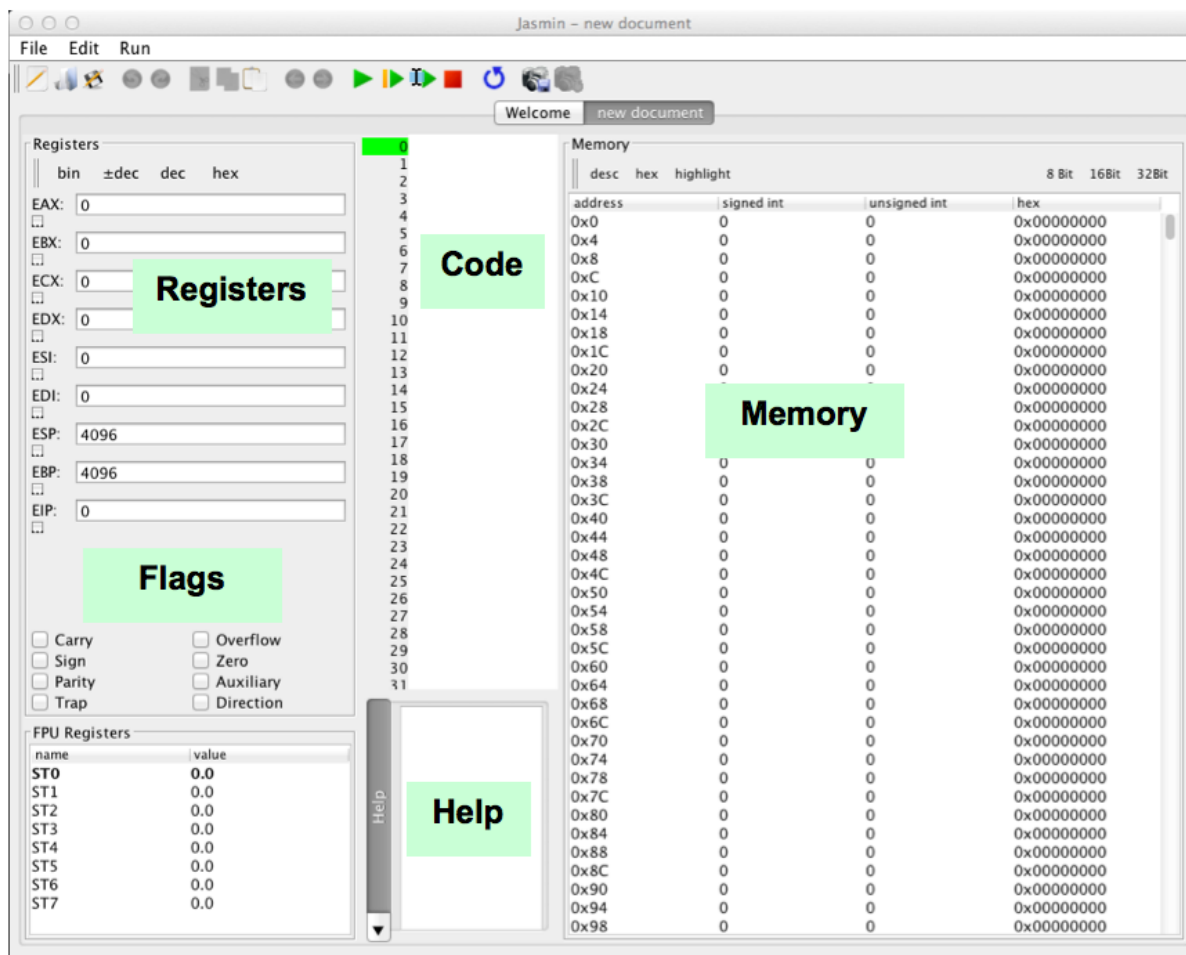 Jasmin – new document
File Edit Run
Welcome new document
Registers
bin ±dec dec hex
EAX: 0
EBX: 0
ECX: 0
EDX: 0
ESI: 0
EDI: 0
ESP: 4096
EBP: 4096
EIP: 0
Registers
Flags
Carry Overflow
Sign Zero
Parity Auxiliary
Trap Direction
FPU Registers
name value
ST0 0.0
ST1 0.0
ST2 0.0
ST3 0.0
ST4 0.0
ST5 0.0
ST6 0.0
ST7 0.0
0
1
2
3
4
5
6
7
8
9
10
11
12
13
14
15
16
17
18
19
20
21
22
23
24
25
26
27
28
29
30
31
Code
Help
Help
Memory
desc hex highlight 8 Bit 16Bit 32Bit
address signed int unsigned int hex
0x0 0 0 0x00000000
0x4 0 0 0x00000000
0x8 0 0 0x00000000
0xC 0 0 0x00000000
0x10 0 0 0x00000000
0x14 0 0 0x00000000
0x18 0 0 0x00000000
0x1C 0 0 0x00000000
0x20 0 0 0x00000000
0x24 0x00000000
0x28 0x00000000
0x2C 0x00000000
0x30 0x00000000
0x34 0 0 0x00000000
0x38 0 0 0x00000000
0x3C 0 0 0x00000000
0x40 0 0 0x00000000
0x44 0 0 0x00000000
0x48 0 0 0x00000000
0x4C 0 0 0x00000000
0x50 0 0 0x00000000
0x54 0 0 0x00000000
0x58 0 0 0x00000000
0x5C 0 0 0x00000000
0x60 0 0 0x00000000
0x64 0 0 0x00000000
0x68 0 0 0x00000000
0x6C 0 0 0x00000000
0x70 0 0 0x00000000
0x74 0 0 0x00000000
0x78 0 0 0x00000000
0x7C 0 0 0x00000000
0x80 0 0 0x00000000
0x84 0 0 0x00000000
0x88 0 0 0x00000000
0x8C 0 0 0x00000000
0x90 0 0 0x00000000
0x94 0 0 0x00000000
0x98 0 0 0x00000000
Memory